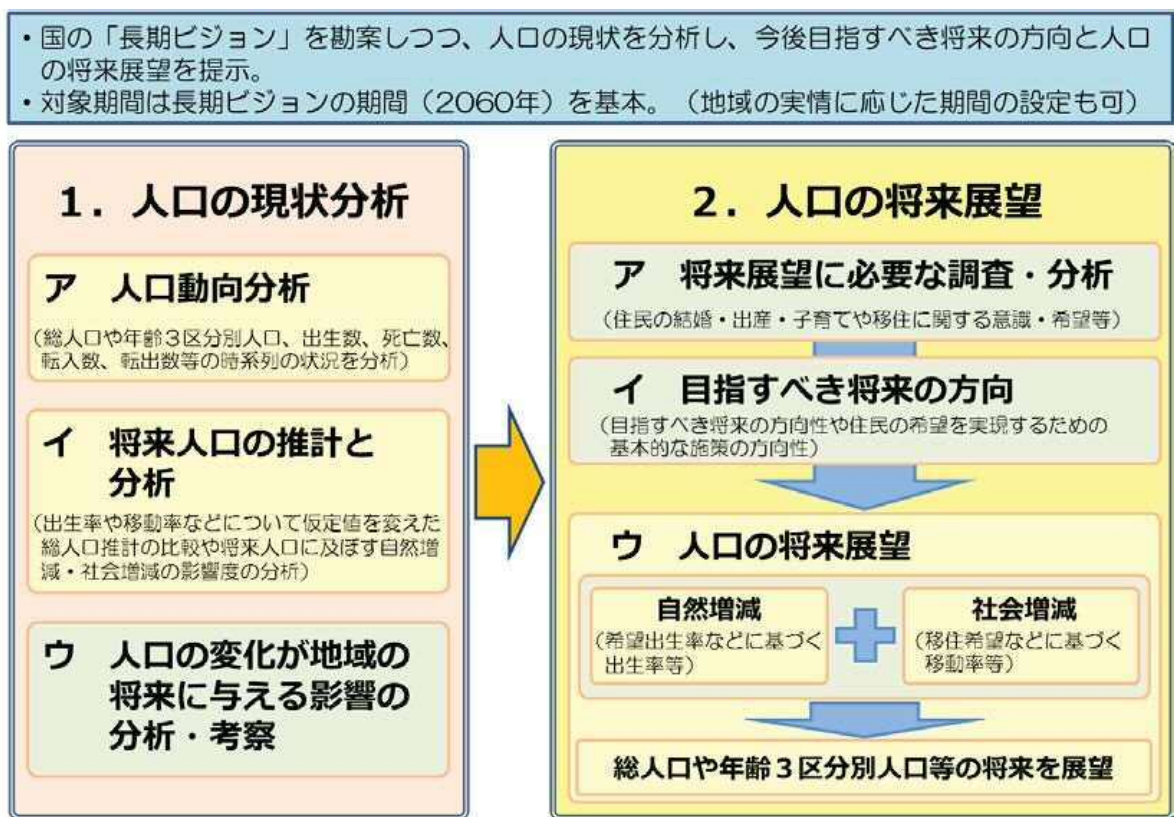 ・国の「長期ビジョン」を勘案しつつ、人口の現状を分析し、今後目指すべき将来の方向と人口
の将来展望を提示。
・対象期間は長期ビジョンの期間（2060年）を基本。（地域の実情に応じた期間の設定も可）
１．人口の現状分析
ア　人口動向分析
（総人口や年齢３区分別人口、出生数、死亡数、
転入数、転出数等の時系列の状況を分析）
イ　将来人口の推計と
分析
（出生率や移動率などについて仮定値を変えた
総人口推計の比較や将来人口に及ぼす自然増
減・社会増減の影響度の分析）
ウ　人口の変化が地域の
将来に与える影響の
分析・考察
２．人口の将来展望
ア　将来展望に必要な調査・分析
（住民の結婚・出産・子育てや移住に関する意識・希望等）
イ　目指すべき将来の方向
（目指すべき将来の方向性や住民の希望を実現するための
基本的な施策の方向性）
ウ　人口の将来展望
自然増減
（希望出生率などに基づく
出生率等）
社会増減
（移住希望などに基づく
移動率等）
総人口や年齢３区分別人口等の将来を展望